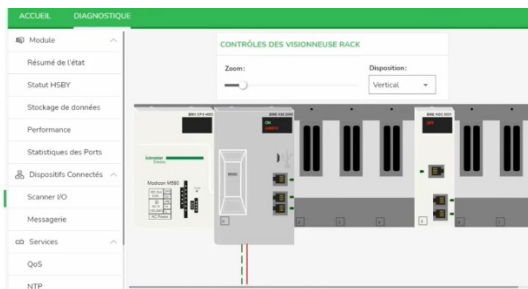 ACCUEIL DIAGNOSTIQUE
Module
Résumé de l'état
Statut HSBY
Stockage de données
Performance
Statistiques des Ports
Dispositifs Connectés
Scanner I/O
Messagerie
Services
QoS
NTP
CONTRÔLES DES VISIONNEUSE RACK
Zoom:
Disposition:
Vertical
Schneider
Electric
Modicon M580